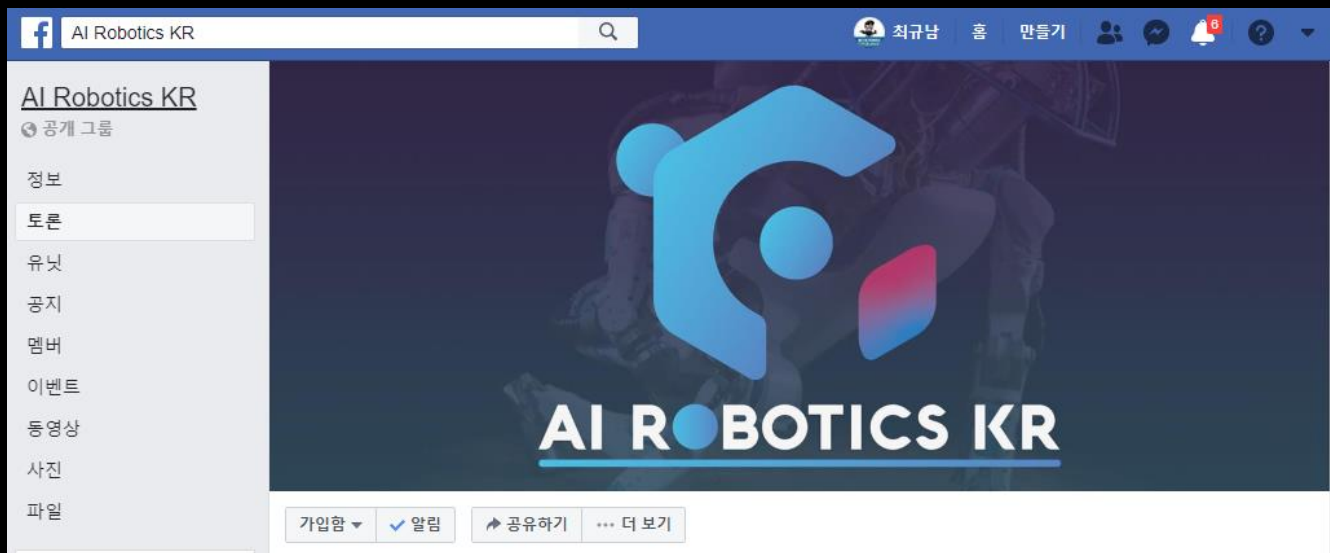 AI Robotics KR
최규남 홈 만들기 6
AI Robotics KR
공개 그룹
정보
토론
유닛
공지
멤버
이벤트
동영상
사진
파일
AI ROBOTICS KR
가입함 알림 공유하기 더 보기